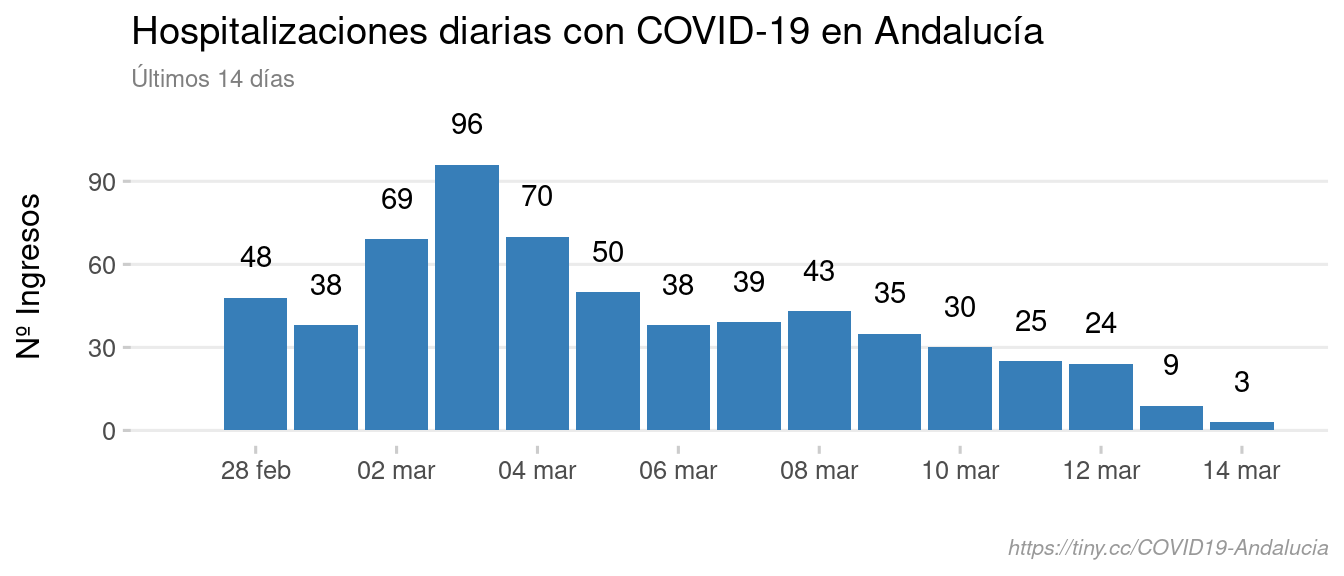 Hospitalizaciones diarias con COVID-19 en Andalucía
Últimos 14 días
Nº Ingresos
90
60
30
0
48
38
69
96
70
50
38
39
43
35
30
25
24
9
3
28 feb
02 mar
04 mar
06 mar
08 mar
10 mar
12 mar
14 mar
https://tiny.cc/COVID19-Andalucia